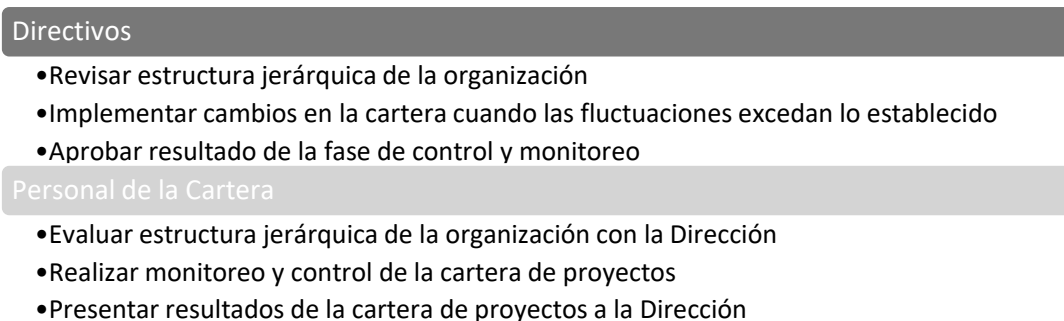 Directivos
•Revisar estructura jerárquica de la organización
•Implementar cambios en la cartera cuando las fluctuaciones excedan lo establecido
•Aprobar resultado de la fase de control y monitoreo
Personal de la Cartera
•Evaluar estructura jerárquica de la organización con la Dirección
•Realizar monitoreo y control de la cartera de proyectos
•Presentar resultados de la cartera de proyectos a la Dirección